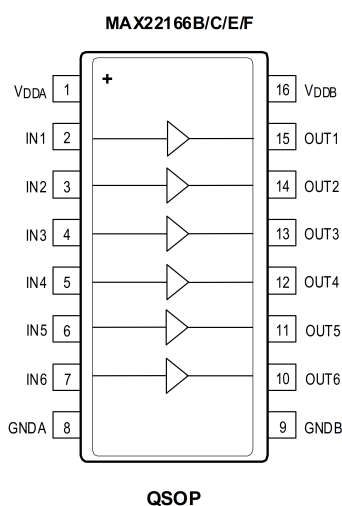 MAX22166B/C/E/F
VDDA 1 + 16 VDDB
IN1 2 15 OUT1
IN2 3 14 OUT2
IN3 4 13 OUT3
IN4 5 12 OUT4
IN5 6 11 OUT5
IN6 7 10 OUT6
GNDA 8 9 GNDB
QSOP